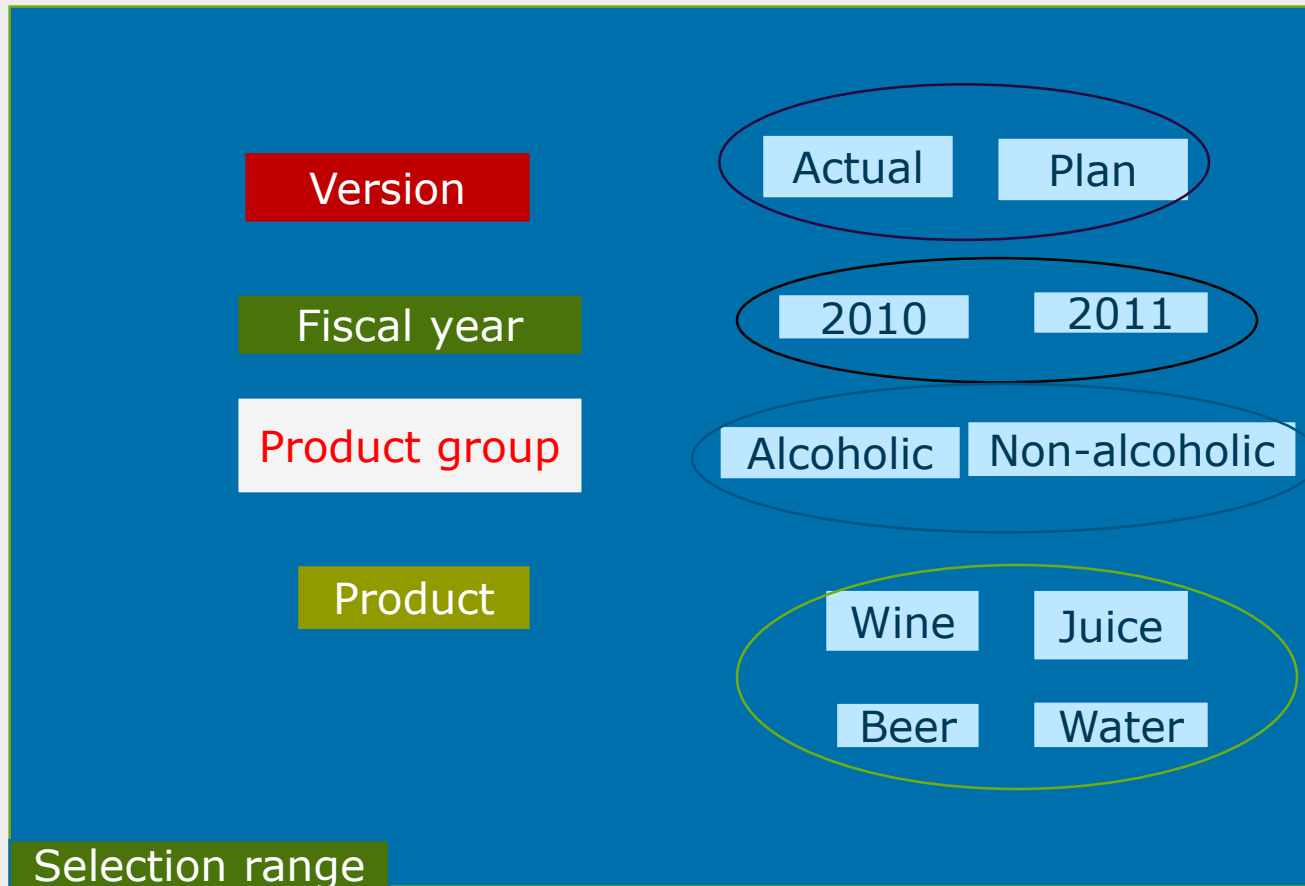 Version
Actual
Plan
Fiscal year
2010
2011
Product group
Alcoholic
Non-alcoholic
Product
Wine
Juice
Beer
Water
Selection range